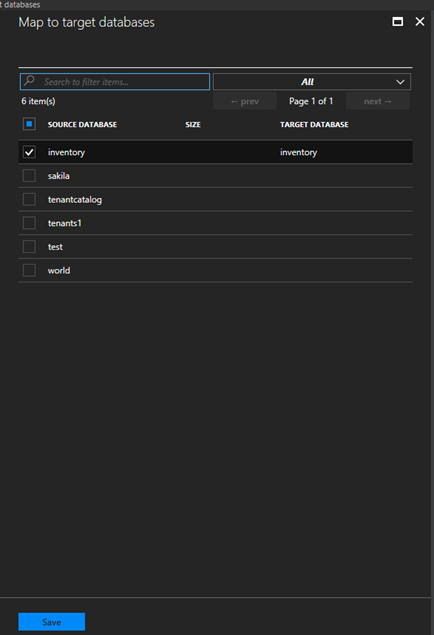 t databases
Map to target databases
Search to filter items...
All
6 item(s)
← prev
Page 1 of 1
next →
SOURCE DATABASE
SIZE
TARGET DATABASE
inventory
inventory
sakila
tenantcatalog
tenants1
test
world
Save